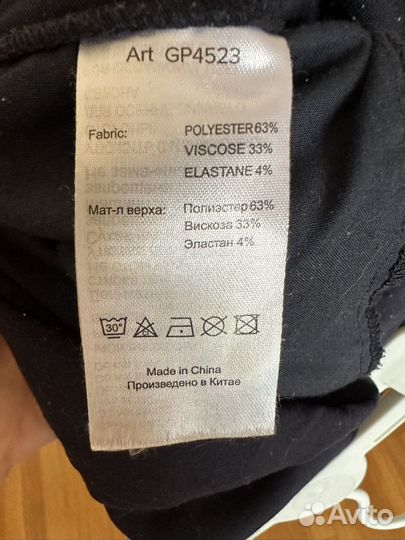 Art GP4523
Fabric: POLYESTER 63%
VISCOSE 33%
ELASTANE 4%
Мат-л верха: Полиэстер 63%
Вискоза 33%
Эластан 4%
30°
Made in China
Произведено в Китае
Avito